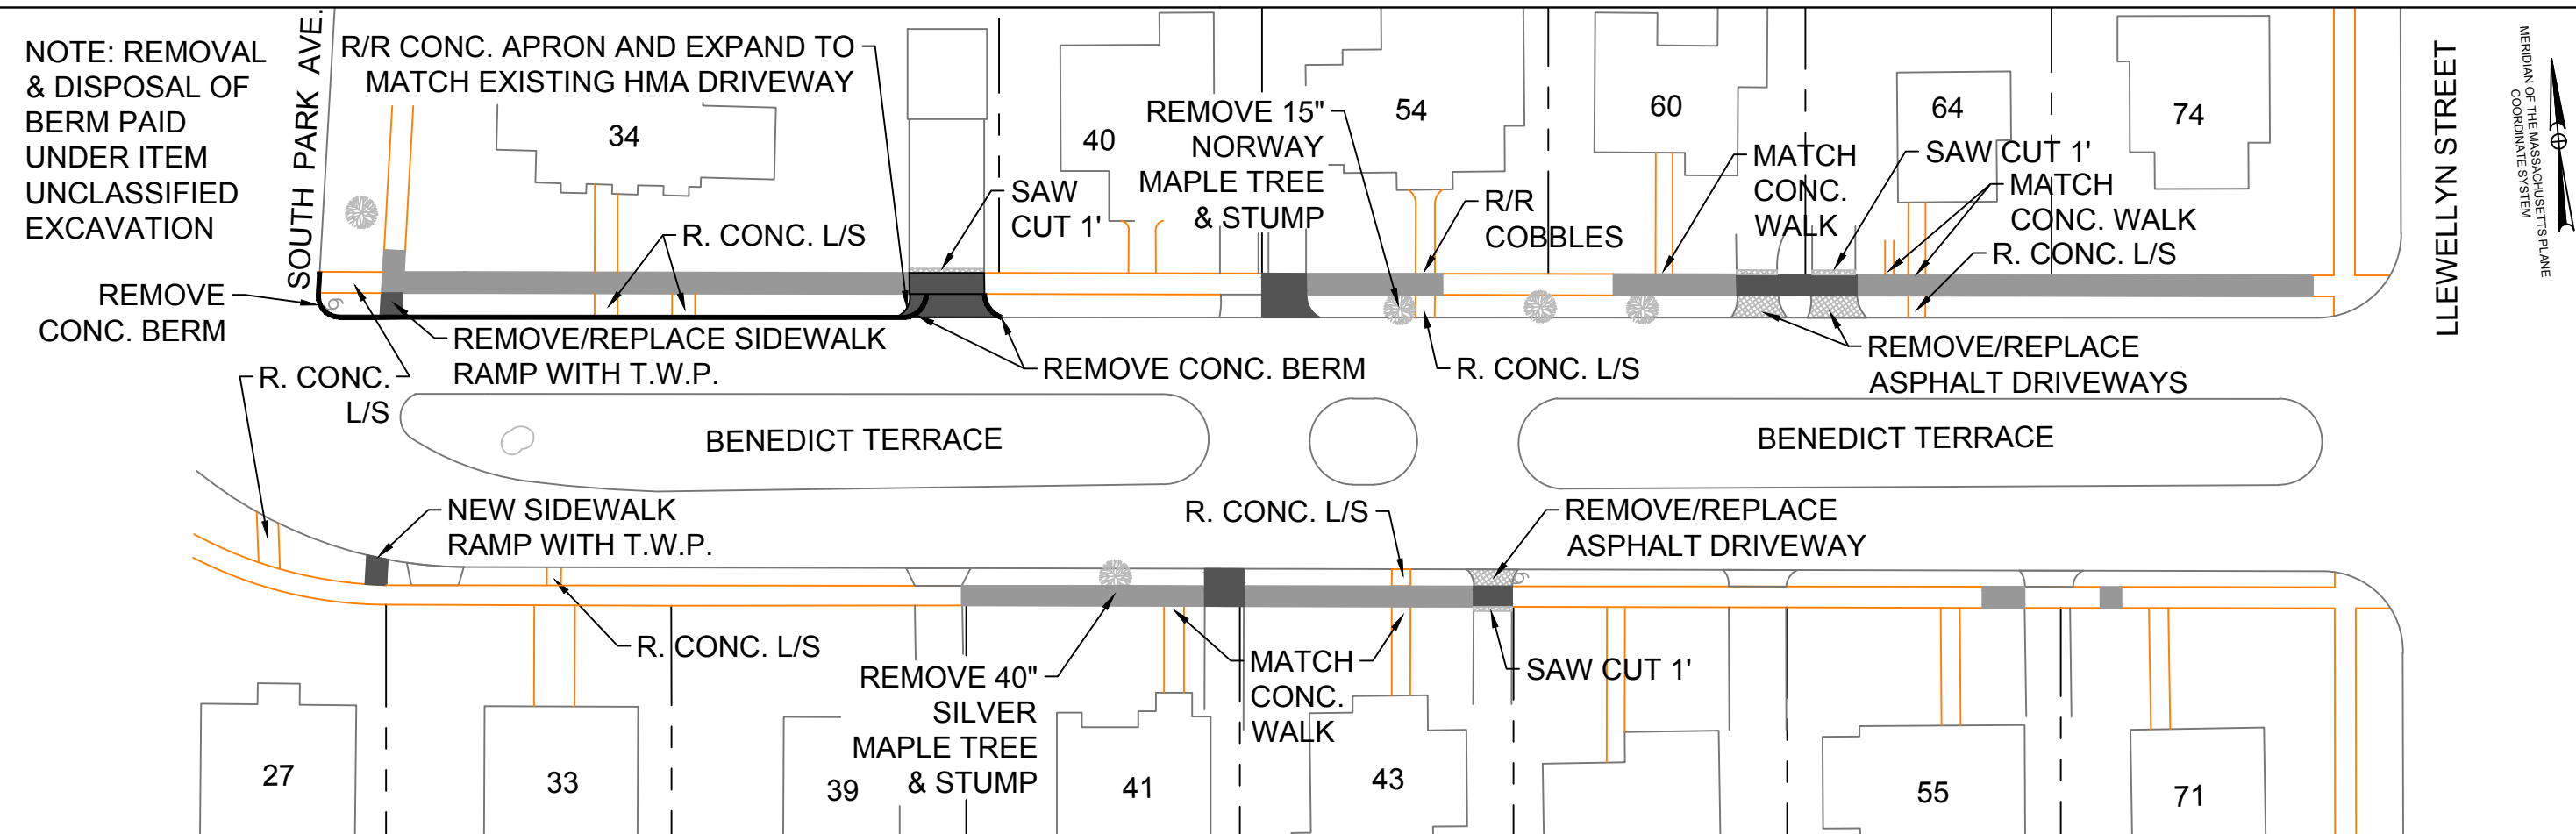 NOTE: REMOVAL
& DISPOSAL OF
BERM PAID
UNDER ITEM
UNCLASSIFIED
EXCAVATION
SOUTH PARK AVE.
R/R CONC. APRON AND EXPAND TO
MATCH EXISTING HMA DRIVEWAY
34
R. CONC. L/S
SAW
CUT 1'
40
REMOVE 15"
NORWAY
MAPLE TREE
& STUMP
54
R/R
COBBLES
60
MATCH
CONC.
WALK
64
SAW CUT 1'
MATCH
CONC. WALK
R. CONC. L/S
74
LLEWELLYN STREET
MERIDIAN OF THE MASSACHUSETTS PLANE
COORDINATE SYSTEM
REMOVE
CONC. BERM
REMOVE/REPLACE SIDEWALK
RAMP WITH T.W.P.
REMOVE CONC. BERM
R. CONC. L/S
REMOVE/REPLACE
ASPHALT DRIVEWAYS
R. CONC.
L/S
BENEDICT TERRACE
BENEDICT TERRACE
NEW SIDEWALK
RAMP WITH T.W.P.
R. CONC. L/S
REMOVE/REPLACE
ASPHALT DRIVEWAY
R. CONC. L/S
REMOVE 40"
SILVER
MAPLE TREE
& STUMP
MATCH
CONC.
WALK
SAW CUT 1'
27
33
39
41
43
55
71